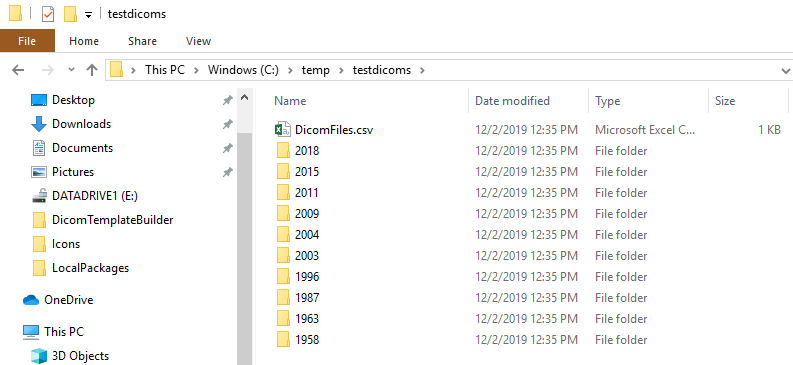 testdicoms
File Home Share View
This PC Windows (C:) temp testdicoms
Desktop
Downloads
Documents
Pictures
DATADRIVE1 (E:)
DicomTemplateBuilder
Icons
LocalPackages
OneDrive
This PC
3D Objects
Name Date modified Type Size
DicomFiles.csv 12/2/2019 12:35 PM Microsoft Excel C... 1 KB
2018 12/2/2019 12:35 PM File folder
2015 12/2/2019 12:35 PM File folder
2011 12/2/2019 12:35 PM File folder
2009 12/2/2019 12:35 PM File folder
2004 12/2/2019 12:35 PM File folder
2003 12/2/2019 12:35 PM File folder
1996 12/2/2019 12:35 PM File folder
1987 12/2/2019 12:35 PM File folder
1963 12/2/2019 12:35 PM File folder
1958 12/2/2019 12:35 PM File folder